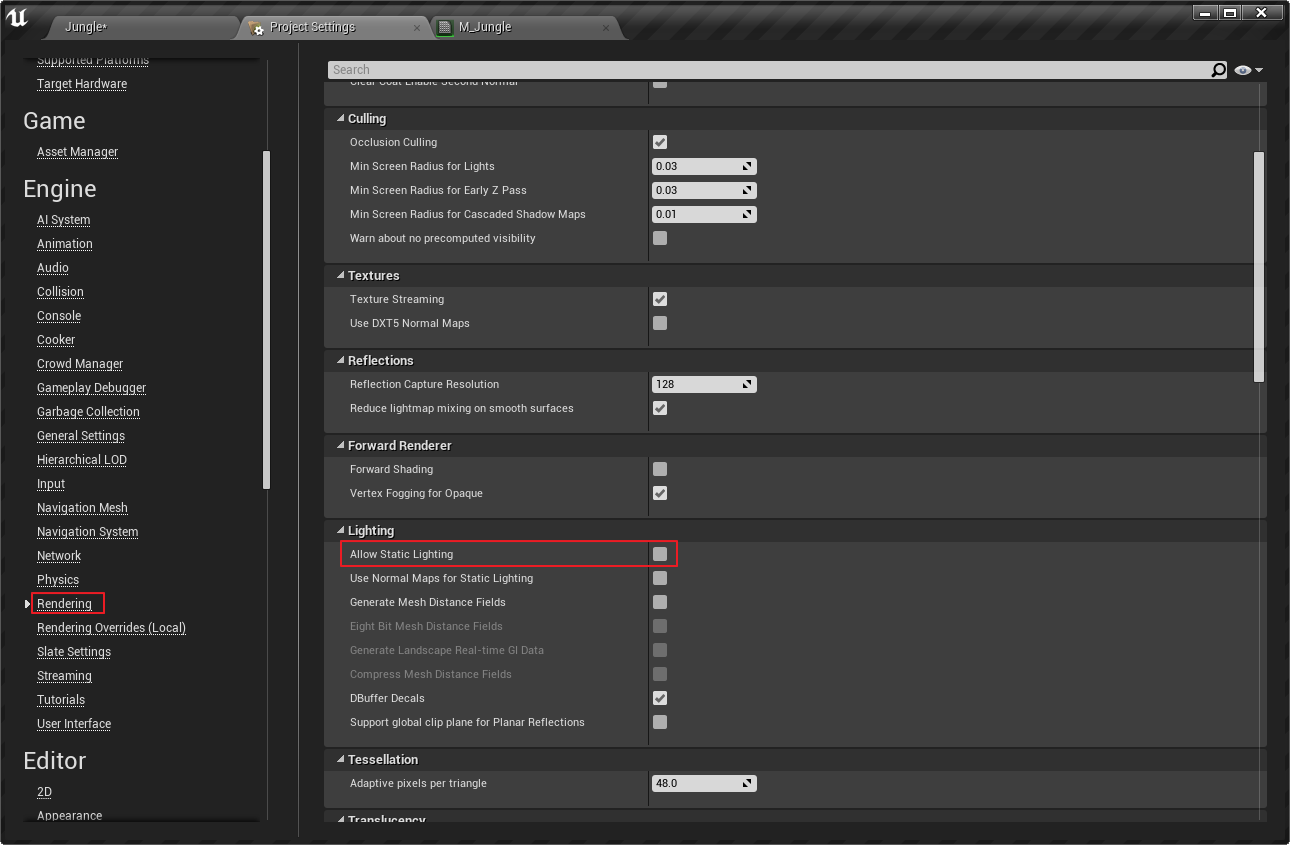 Jungle*
Project Settings
M_Jungle
Supported Platforms
Target Hardware
Game
Asset Manager
Engine
AI System
Animation
Audio
Collision
Console
Cooker
Crowd Manager
Gameplay Debugger
Garbage Collection
General Settings
Hierarchical LOD
Input
Navigation Mesh
Navigation System
Network
Physics
Rendering
Rendering Overrides (Local)
Slate Settings
Streaming
Tutorials
User Interface
Editor
2D
Appearance
Search
Clear Coat Enable Second Normal
Culling
Occlusion Culling
Min Screen Radius for Lights 0.03
Min Screen Radius for Early Z Pass 0.03
Min Screen Radius for Cascaded Shadow Maps 0.01
Warn about no precomputed visibility
Textures
Texture Streaming
Use DXT5 Normal Maps
Reflections
Reflection Capture Resolution 128
Reduce lightmap mixing on smooth surfaces
Forward Renderer
Forward Shading
Vertex Fogging for Opaque
Lighting
Allow Static Lighting
Use Normal Maps for Static Lighting
Generate Mesh Distance Fields
Eight Bit Mesh Distance Fields
Generate Landscape Real-time GI Data
Compress Mesh Distance Fields
DBuffer Decals
Support global clip plane for Planar Reflections
Tessellation
Adaptive pixels per triangle 48.0
Translucency